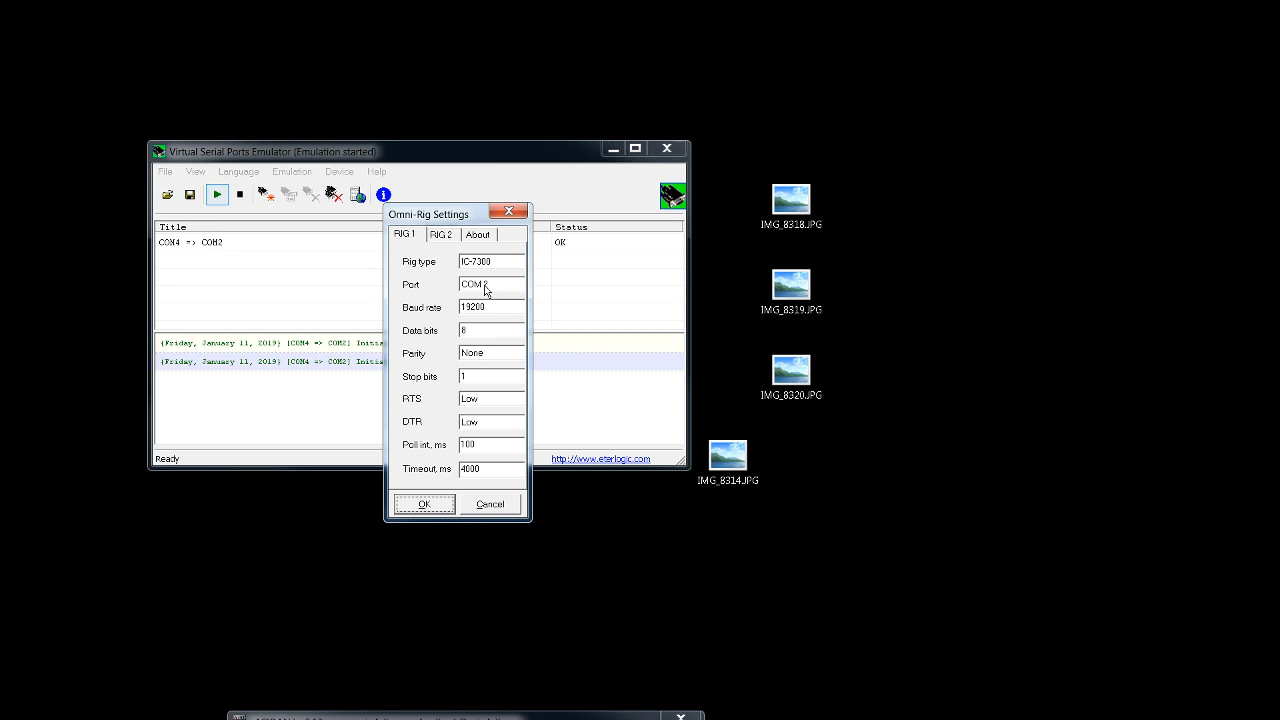 Virtual Serial Ports Emulator (Emulation started)
File View Language Emulation Device Help
Omni-Rig Settings
RIG 1 RIG 2 About
Title Status
COM4 => COM2 OK
Rig type IC-7300
Port COM 2
Baud rate 19200
Data bits 8
Parity None
Stop bits 1
RTS Low
DTR Low
Poll int, ms 100
Timeout, ms 4000
OK Cancel
{Friday, January 11, 2019} [COM4 => COM2] Initia
{Friday, January 11, 2019} [COM4 => COM2] Initia
Ready http://www.eterlogic.com
IMG_8318.JPG
IMG_8319.JPG
IMG_8320.JPG
IMG_8314.JPG